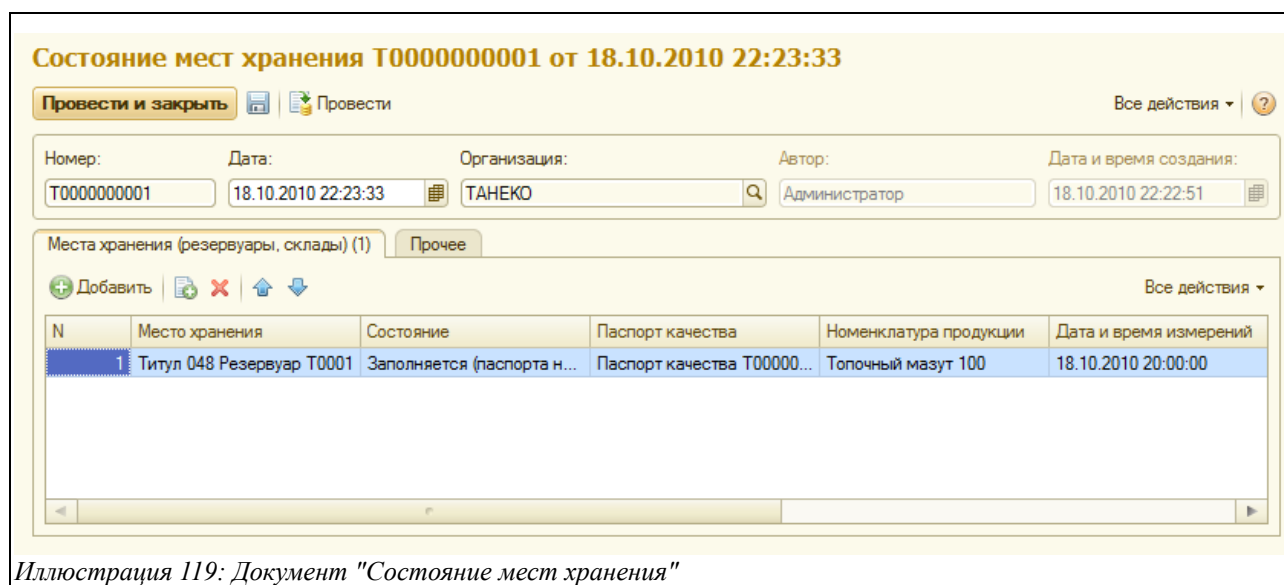 Состояние мест хранения Т0000000001 от 18.10.2010 22:23:33
Провести и закрыть Провести Все действия
Номер: Дата: Организация: Автор: Дата и время создания:
Т0000000001 18.10.2010 22:23:33 ТАНЕКО Администратор 18.10.2010 22:22:51
Места хранения (резервуары, склады) (1) Прочее
Добавить Все действия
N Место хранения Состояние Паспорт качества Номенклатура продукции Дата и время измерений
1 Титул 048 Резервуар Т0001 Заполняется (паспорта н... Паспорт качества Т00000... Топочный мазут 100 18.10.2010 20:00:00
Иллюстрация 119: Документ "Состояние мест хранения"